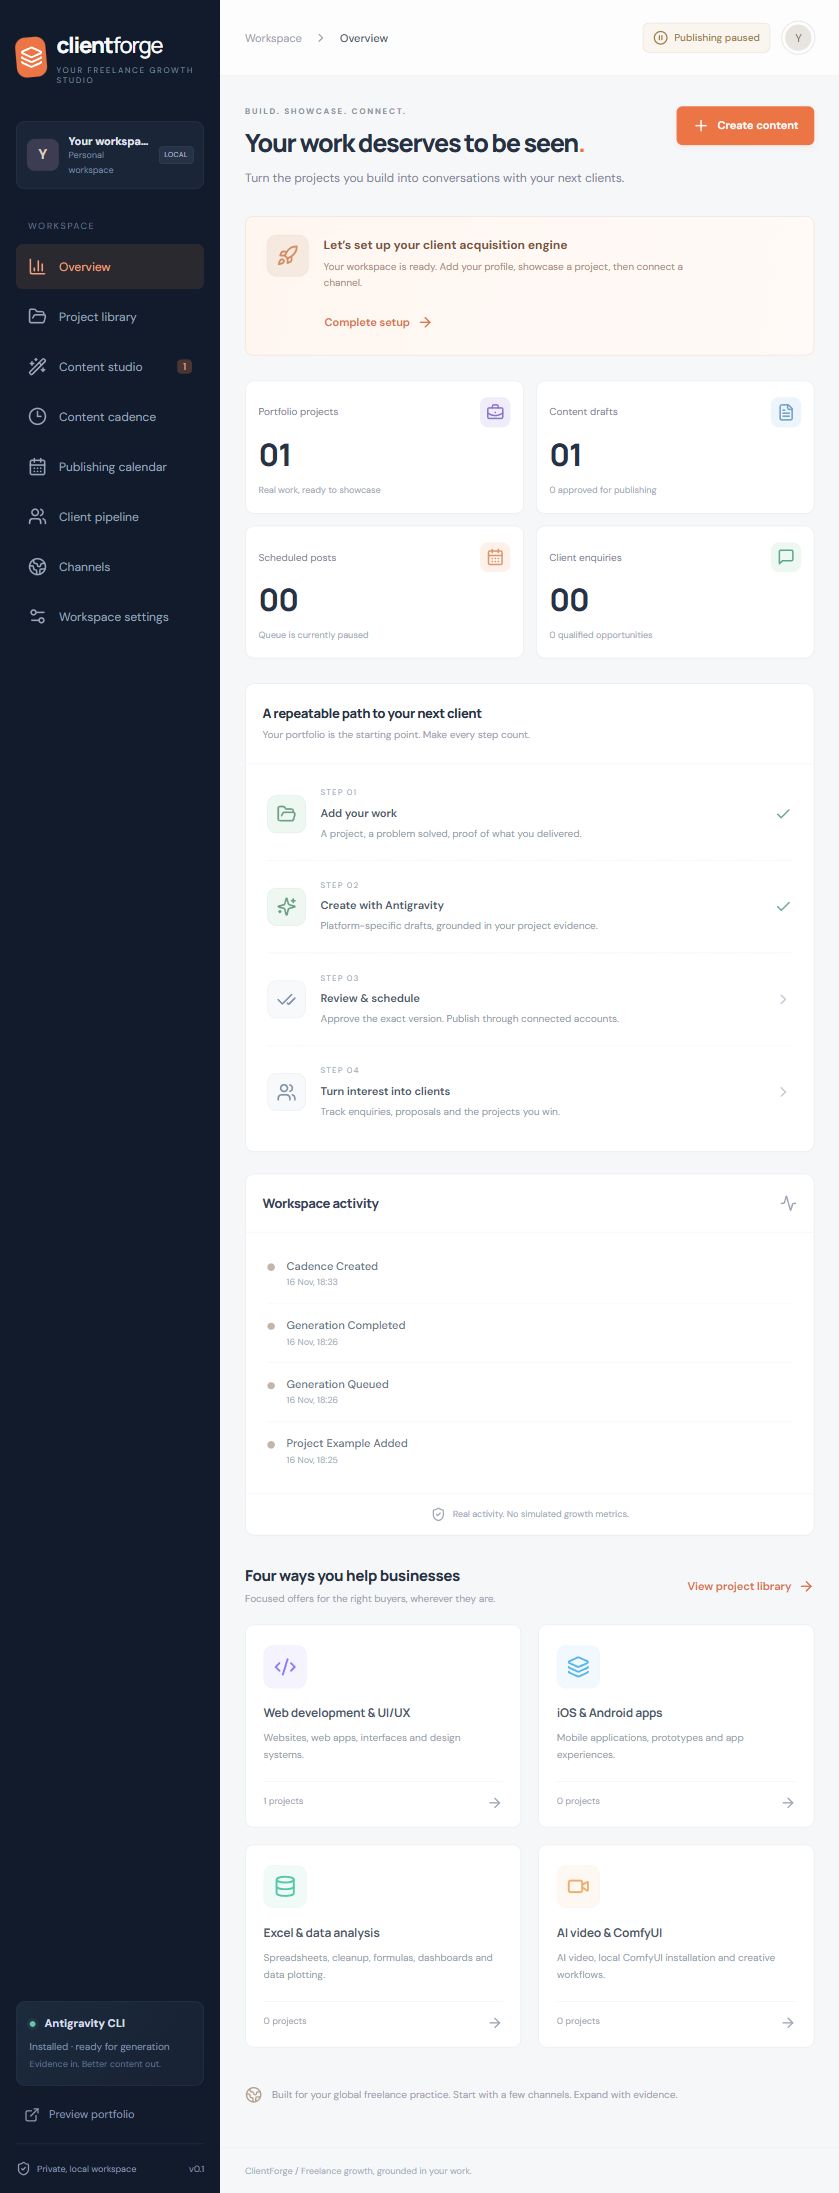 clientforge
YOUR FREELANCE GROWTH
STUDIO
Y
Your workspa...
Personal
workspace
LOCAL
WORKSPACE
Overview
Project library
Content studio
1
Content cadence
Publishing calendar
Client pipeline
Channels
Workspace settings
Antigravity CLI
Installed · ready for generation
Evidence in. Better content out.
Preview portfolio
Private, local workspace
v0.1
Workspace
Overview
Publishing paused
Y
BUILD. SHOWCASE. CONNECT.
Your work deserves to be seen.
Turn the projects you build into conversations with your next clients.
Create content
Let's set up your client acquisition engine
Your workspace is ready. Add your profile, showcase a project, then connect a
channel.
Complete setup
Portfolio projects
01
Real work, ready to showcase
Content drafts
01
0 approved for publishing
Scheduled posts
00
Queue is currently paused
Client enquiries
00
0 qualified opportunities
A repeatable path to your next client
Your portfolio is the starting point. Make every step count.
STEP 01
Add your work
A project, a problem solved, proof of what you delivered.
STEP 02
Create with Antigravity
Platform-specific drafts, grounded in your project evidence.
STEP 03
Review & schedule
Approve the exact version. Publish through connected accounts.
STEP 04
Turn interest into clients
Track enquiries, proposals and the projects you win.
Workspace activity
Cadence Created
16 Nov, 18:33
Generation Completed
16 Nov, 18:26
Generation Queued
16 Nov, 18:26
Project Example Added
16 Nov, 18:25
Real activity. No simulated growth metrics.
Four ways you help businesses
Focused offers for the right buyers, wherever they are.
View project library
Web development & UI/UX
Websites, web apps, interfaces and design
systems.
1 projects
iOS & Android apps
Mobile applications, prototypes and app
experiences.
0 projects
Excel & data analysis
Spreadsheets, cleanup, formulas, dashboards and
data plotting.
0 projects
AI video & ComfyUI
AI video, local ComfyUI installation and creative
workflows.
0 projects
Built for your global freelance practice. Start with a few channels. Expand with evidence.
ClientForge / Freelance growth, grounded in your work.